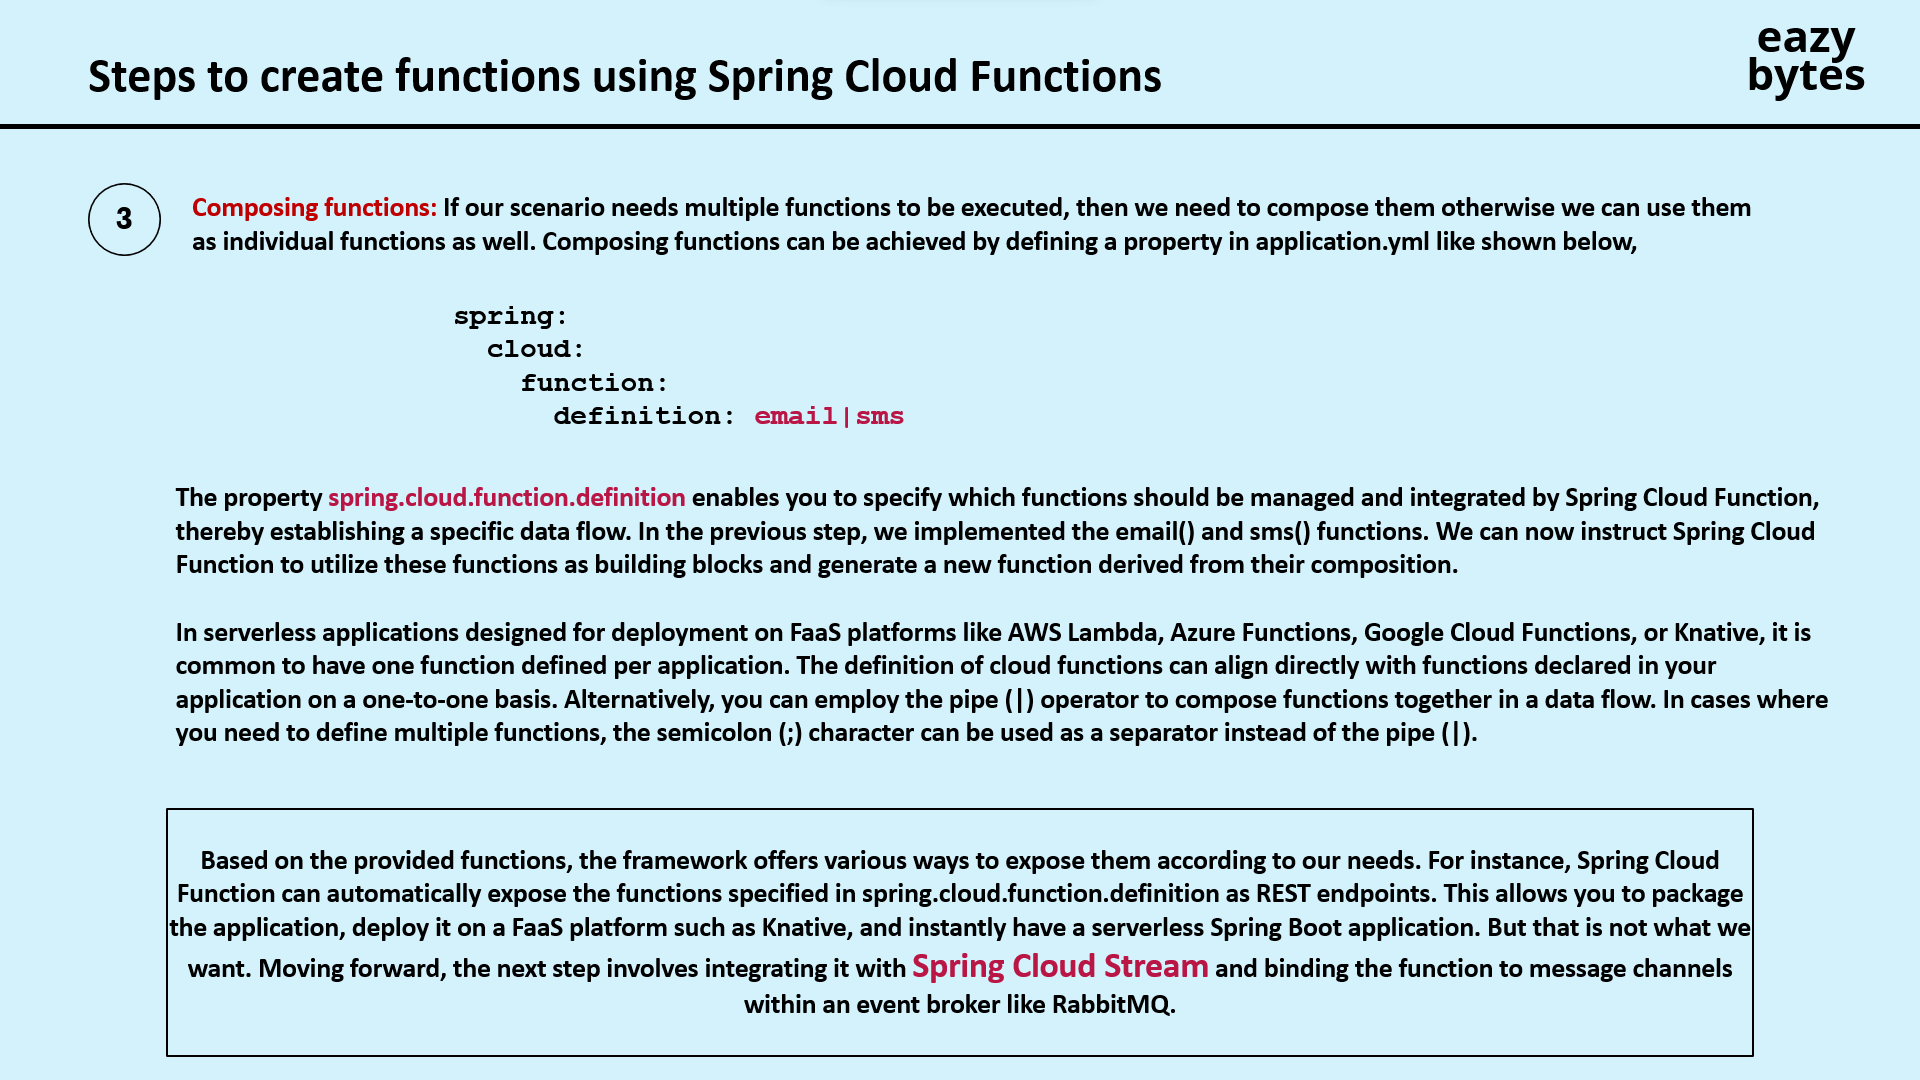 eazy
bytes
Steps to create functions using Spring Cloud Functions
3
Composing functions: If our scenario needs multiple functions to be executed, then we need to compose them otherwise we can use them
as individual functions as well. Composing functions can be achieved by defining a property in application.yml like shown below,
spring:
  cloud:
    function:
      definition: email|sms
The property spring.cloud.function.definition enables you to specify which functions should be managed and integrated by Spring Cloud Function,
thereby establishing a specific data flow. In the previous step, we implemented the email() and sms() functions. We can now instruct Spring Cloud
Function to utilize these functions as building blocks and generate a new function derived from their composition.
In serverless applications designed for deployment on FaaS platforms like AWS Lambda, Azure Functions, Google Cloud Functions, or Knative, it is
common to have one function defined per application. The definition of cloud functions can align directly with functions declared in your
application on a one-to-one basis. Alternatively, you can employ the pipe (|) operator to compose functions together in a data flow. In cases where
you need to define multiple functions, the semicolon (;) character can be used as a separator instead of the pipe (|).
Based on the provided functions, the framework offers various ways to expose them according to our needs. For instance, Spring Cloud
Function can automatically expose the functions specified in spring.cloud.function.definition as REST endpoints. This allows you to package
the application, deploy it on a FaaS platform such as Knative, and instantly have a serverless Spring Boot application. But that is not what we
want. Moving forward, the next step involves integrating it with Spring Cloud Stream and binding the function to message channels
within an event broker like RabbitMQ.